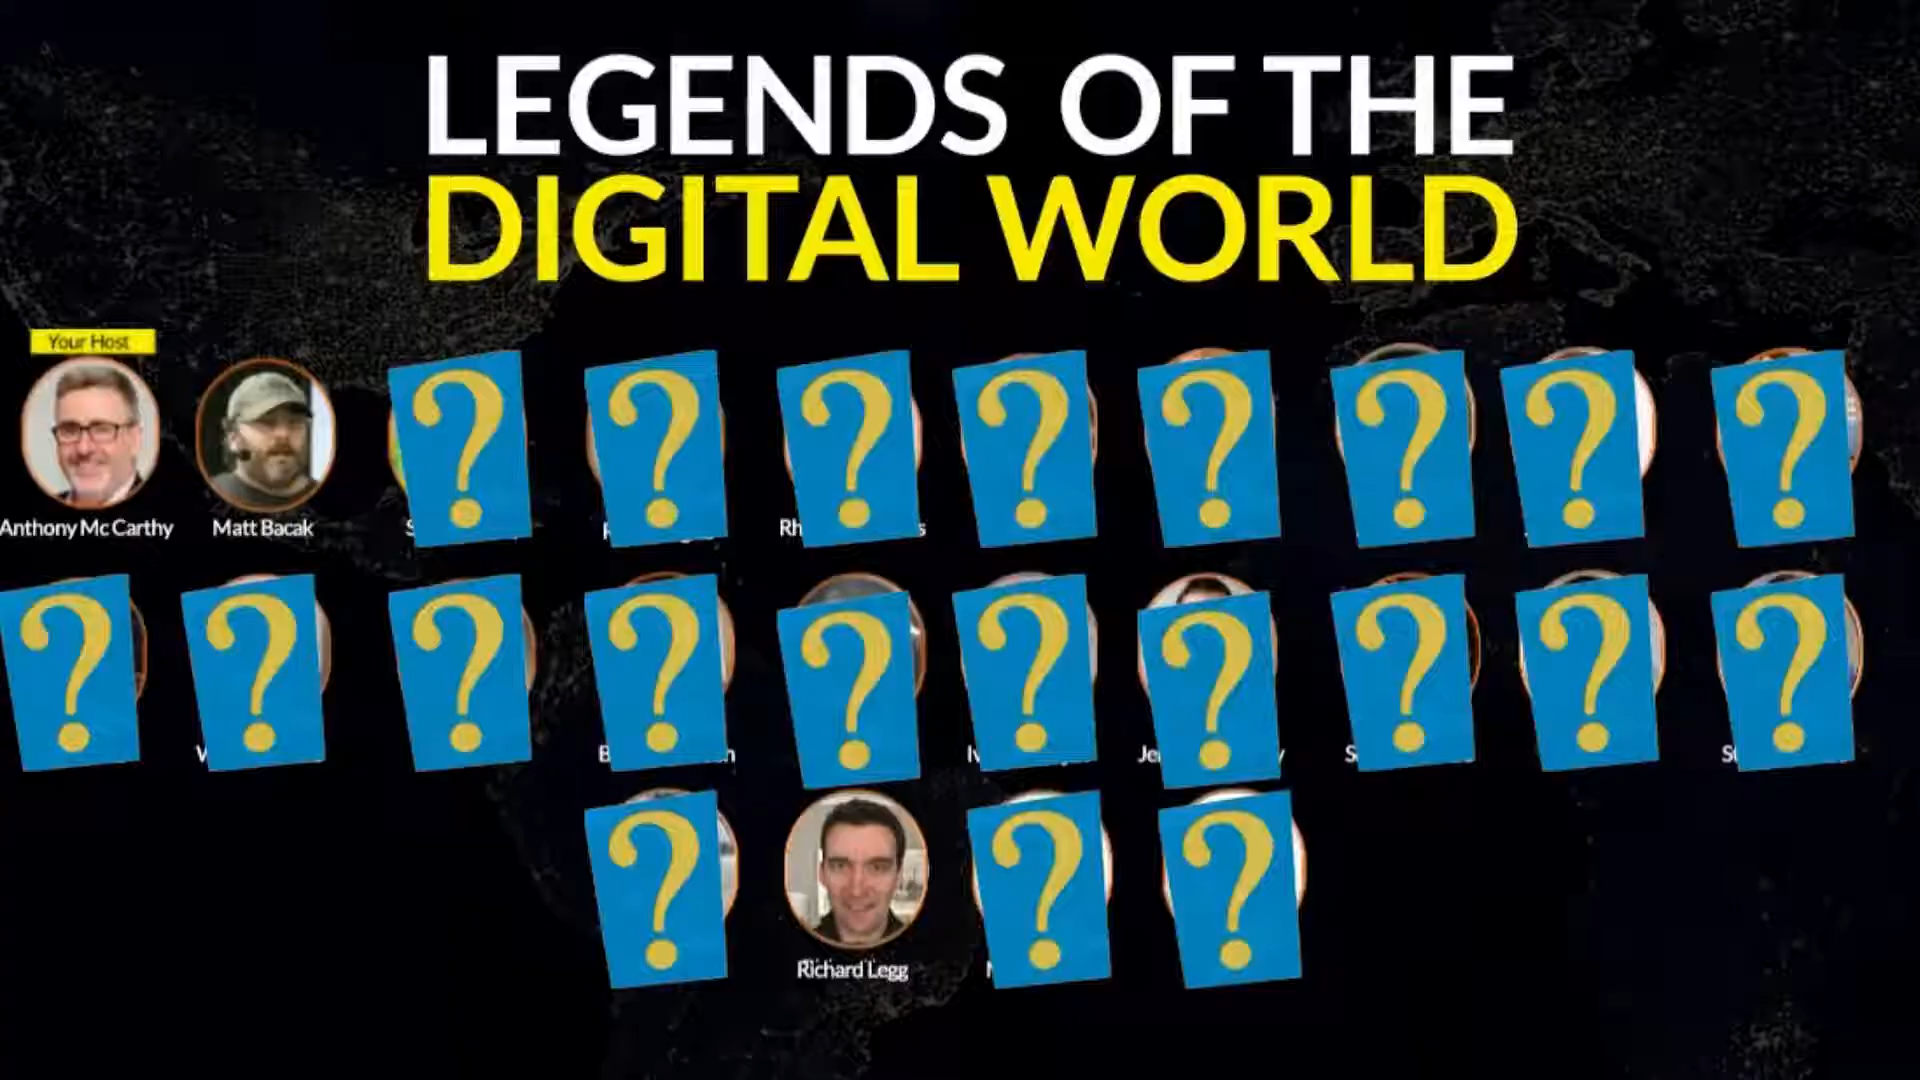 LEGENDS OF THE
DIGITAL WORLD
Your Host
Anthony Mc Carthy
Matt Bacak
? ? ? ? ? ? ? ?
? ? ? ? ? ? ? ? ? ?
? ? ?
Richard Legg